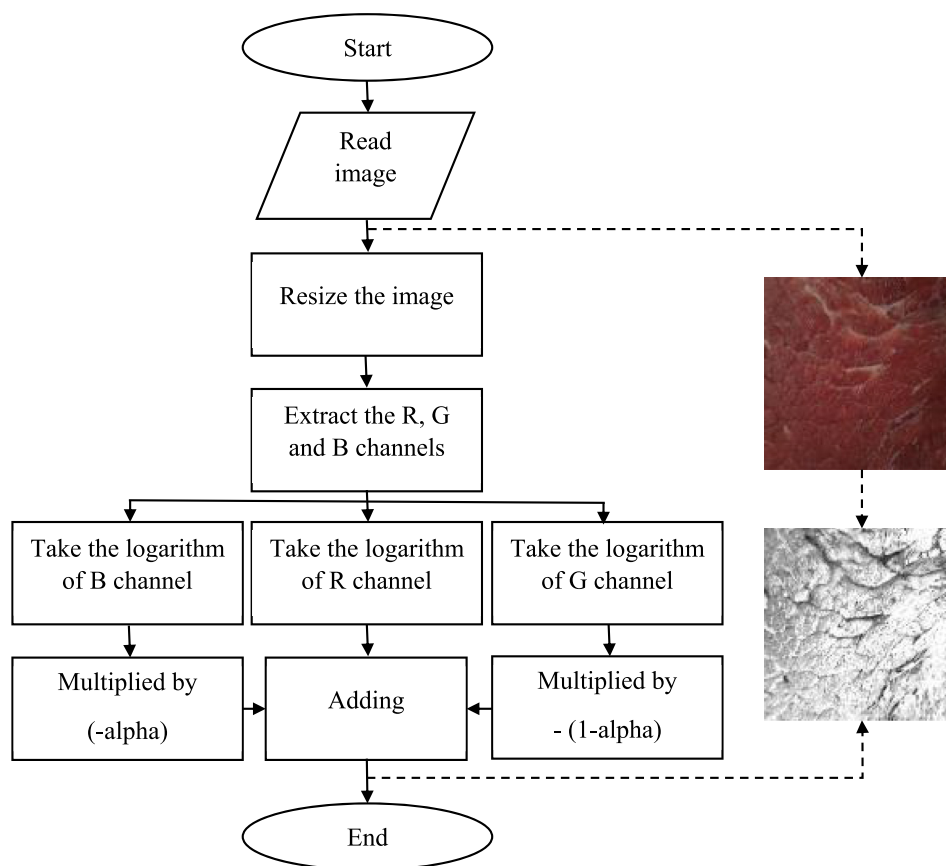 Start
Read
image
Resize the image
Extract the R, G
and B channels
Take the logarithm
of B channel
Take the logarithm
of R channel
Take the logarithm
of G channel
Multiplied by
(-alpha)
Adding
Multiplied by
- (1-alpha)
End